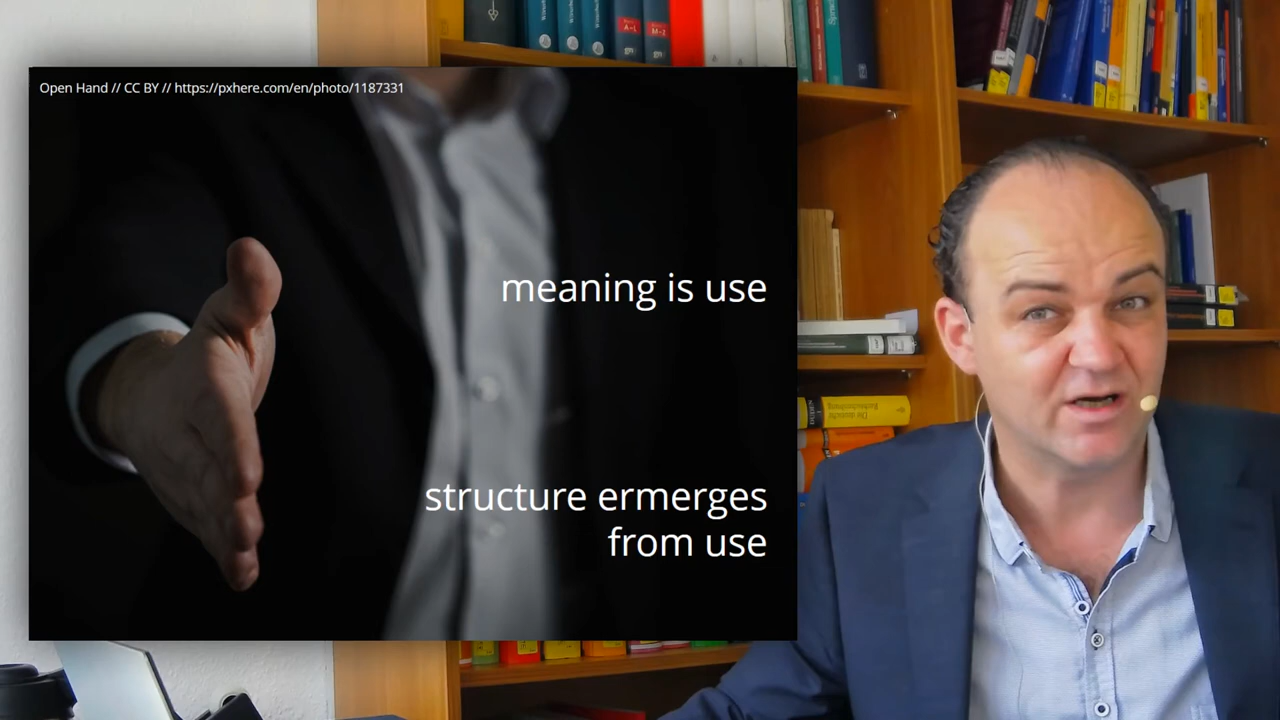 Open Hand // CC BY // https://pxhere.com/en/photo/1187331
meaning is use
structure ermerges
from use
A-L
M-Z